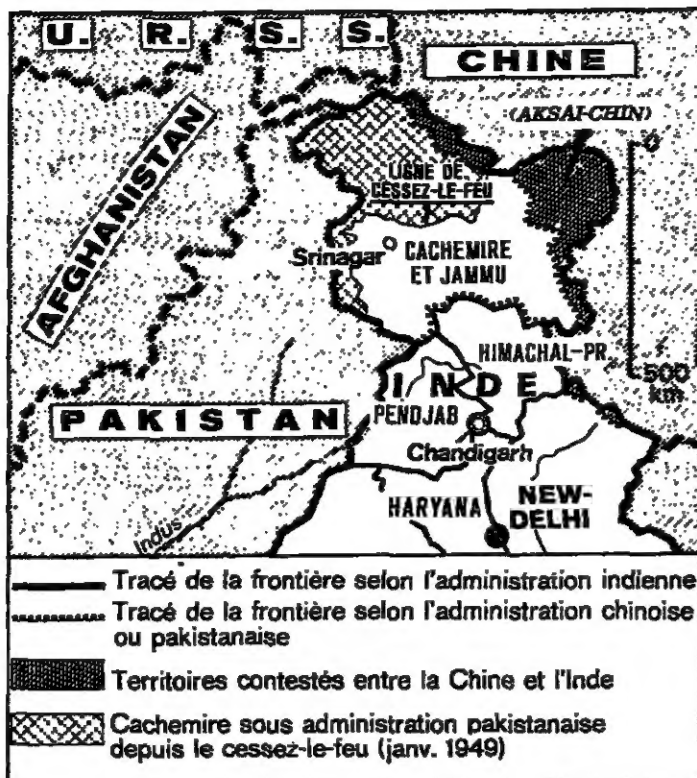 U. R. S. S.
CHINE
(AKSAI-CHIN)
0
AFGHANISTAN
LIGNE DE
CESSEZ-LE-FEU
Srinagar
CACHEMIRE
ET JAMMU
HIMACHAL-PR.
500
km
INDE
PAKISTAN
PENDJAB
Chandigarh
Indus
HARYANA
NEW-
DELHI
Tracé de la frontière selon l'administration indienne
Tracé de la frontière selon l'administration chinoise
ou pakistanaise
Territoires contestés entre la Chine et l'Inde
Cachemire sous administration pakistanaise
depuis le cessez-le-feu (janv. 1949)